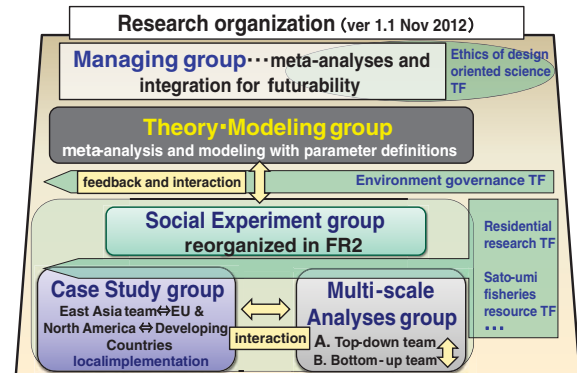 Research organization (ver 1.1 Nov 2012)
Managing group…meta-analyses and
integration for futurability
Ethics of design
oriented science
TF
Theory・Modeling group
meta-analysis and modeling with parameter definitions
feedback and interaction
Environment governance TF
Social Experiment group
reorganized in FR2
Residential
research TF
Sato-umi
fisheries
resource TF
…
Case Study group
East Asia team⇔EU &
North America ⇔ Developing
Countries
localimplementation
interaction
Multi-scale
Analyses group
A. Top-down team
B. Bottom-up team